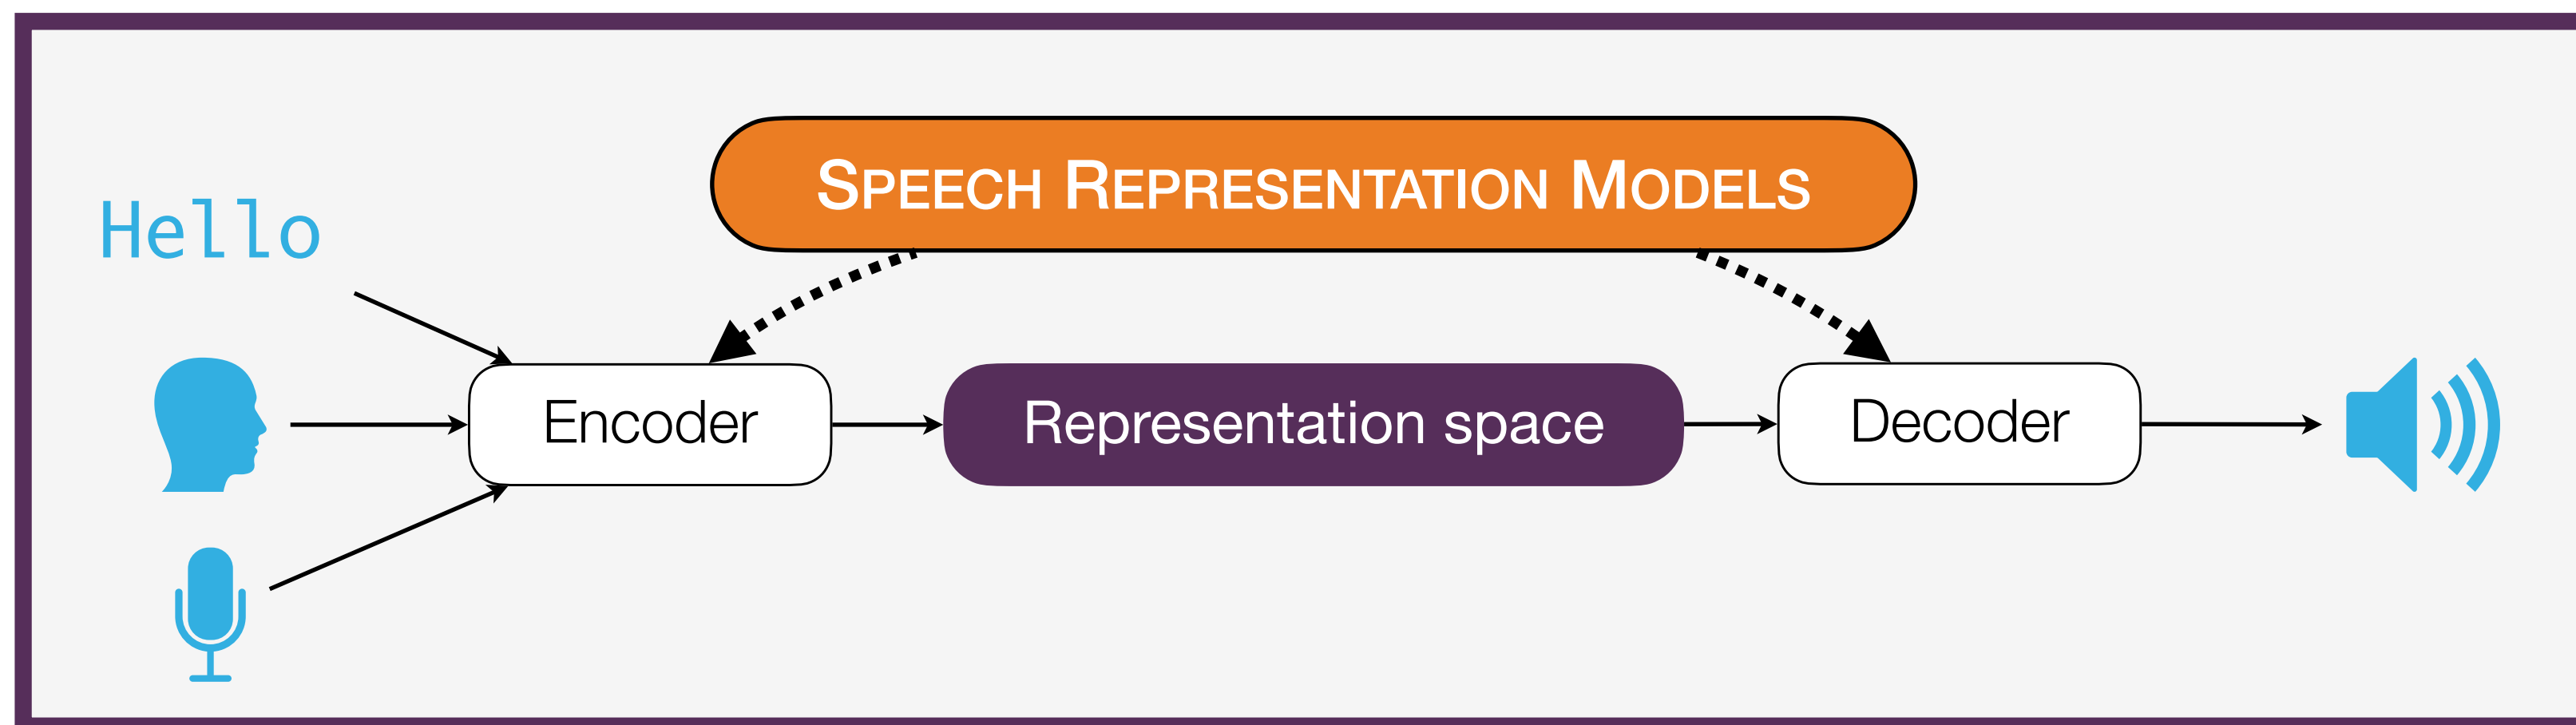 SPEECH REPRESENTATION MODELS
Hello
Encoder
Representation space
Decoder